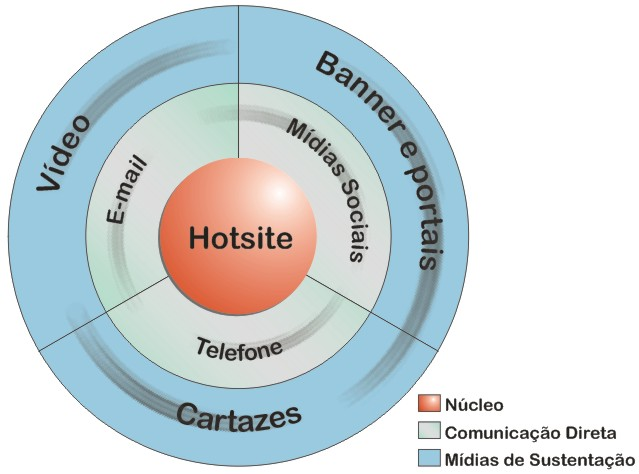 Vídeo
Banner e portais
E-mail
Mídias Sociais
Hotsite
Telefone
Cartazes
Núcleo
Comunicação Direta
Mídias de Sustentação